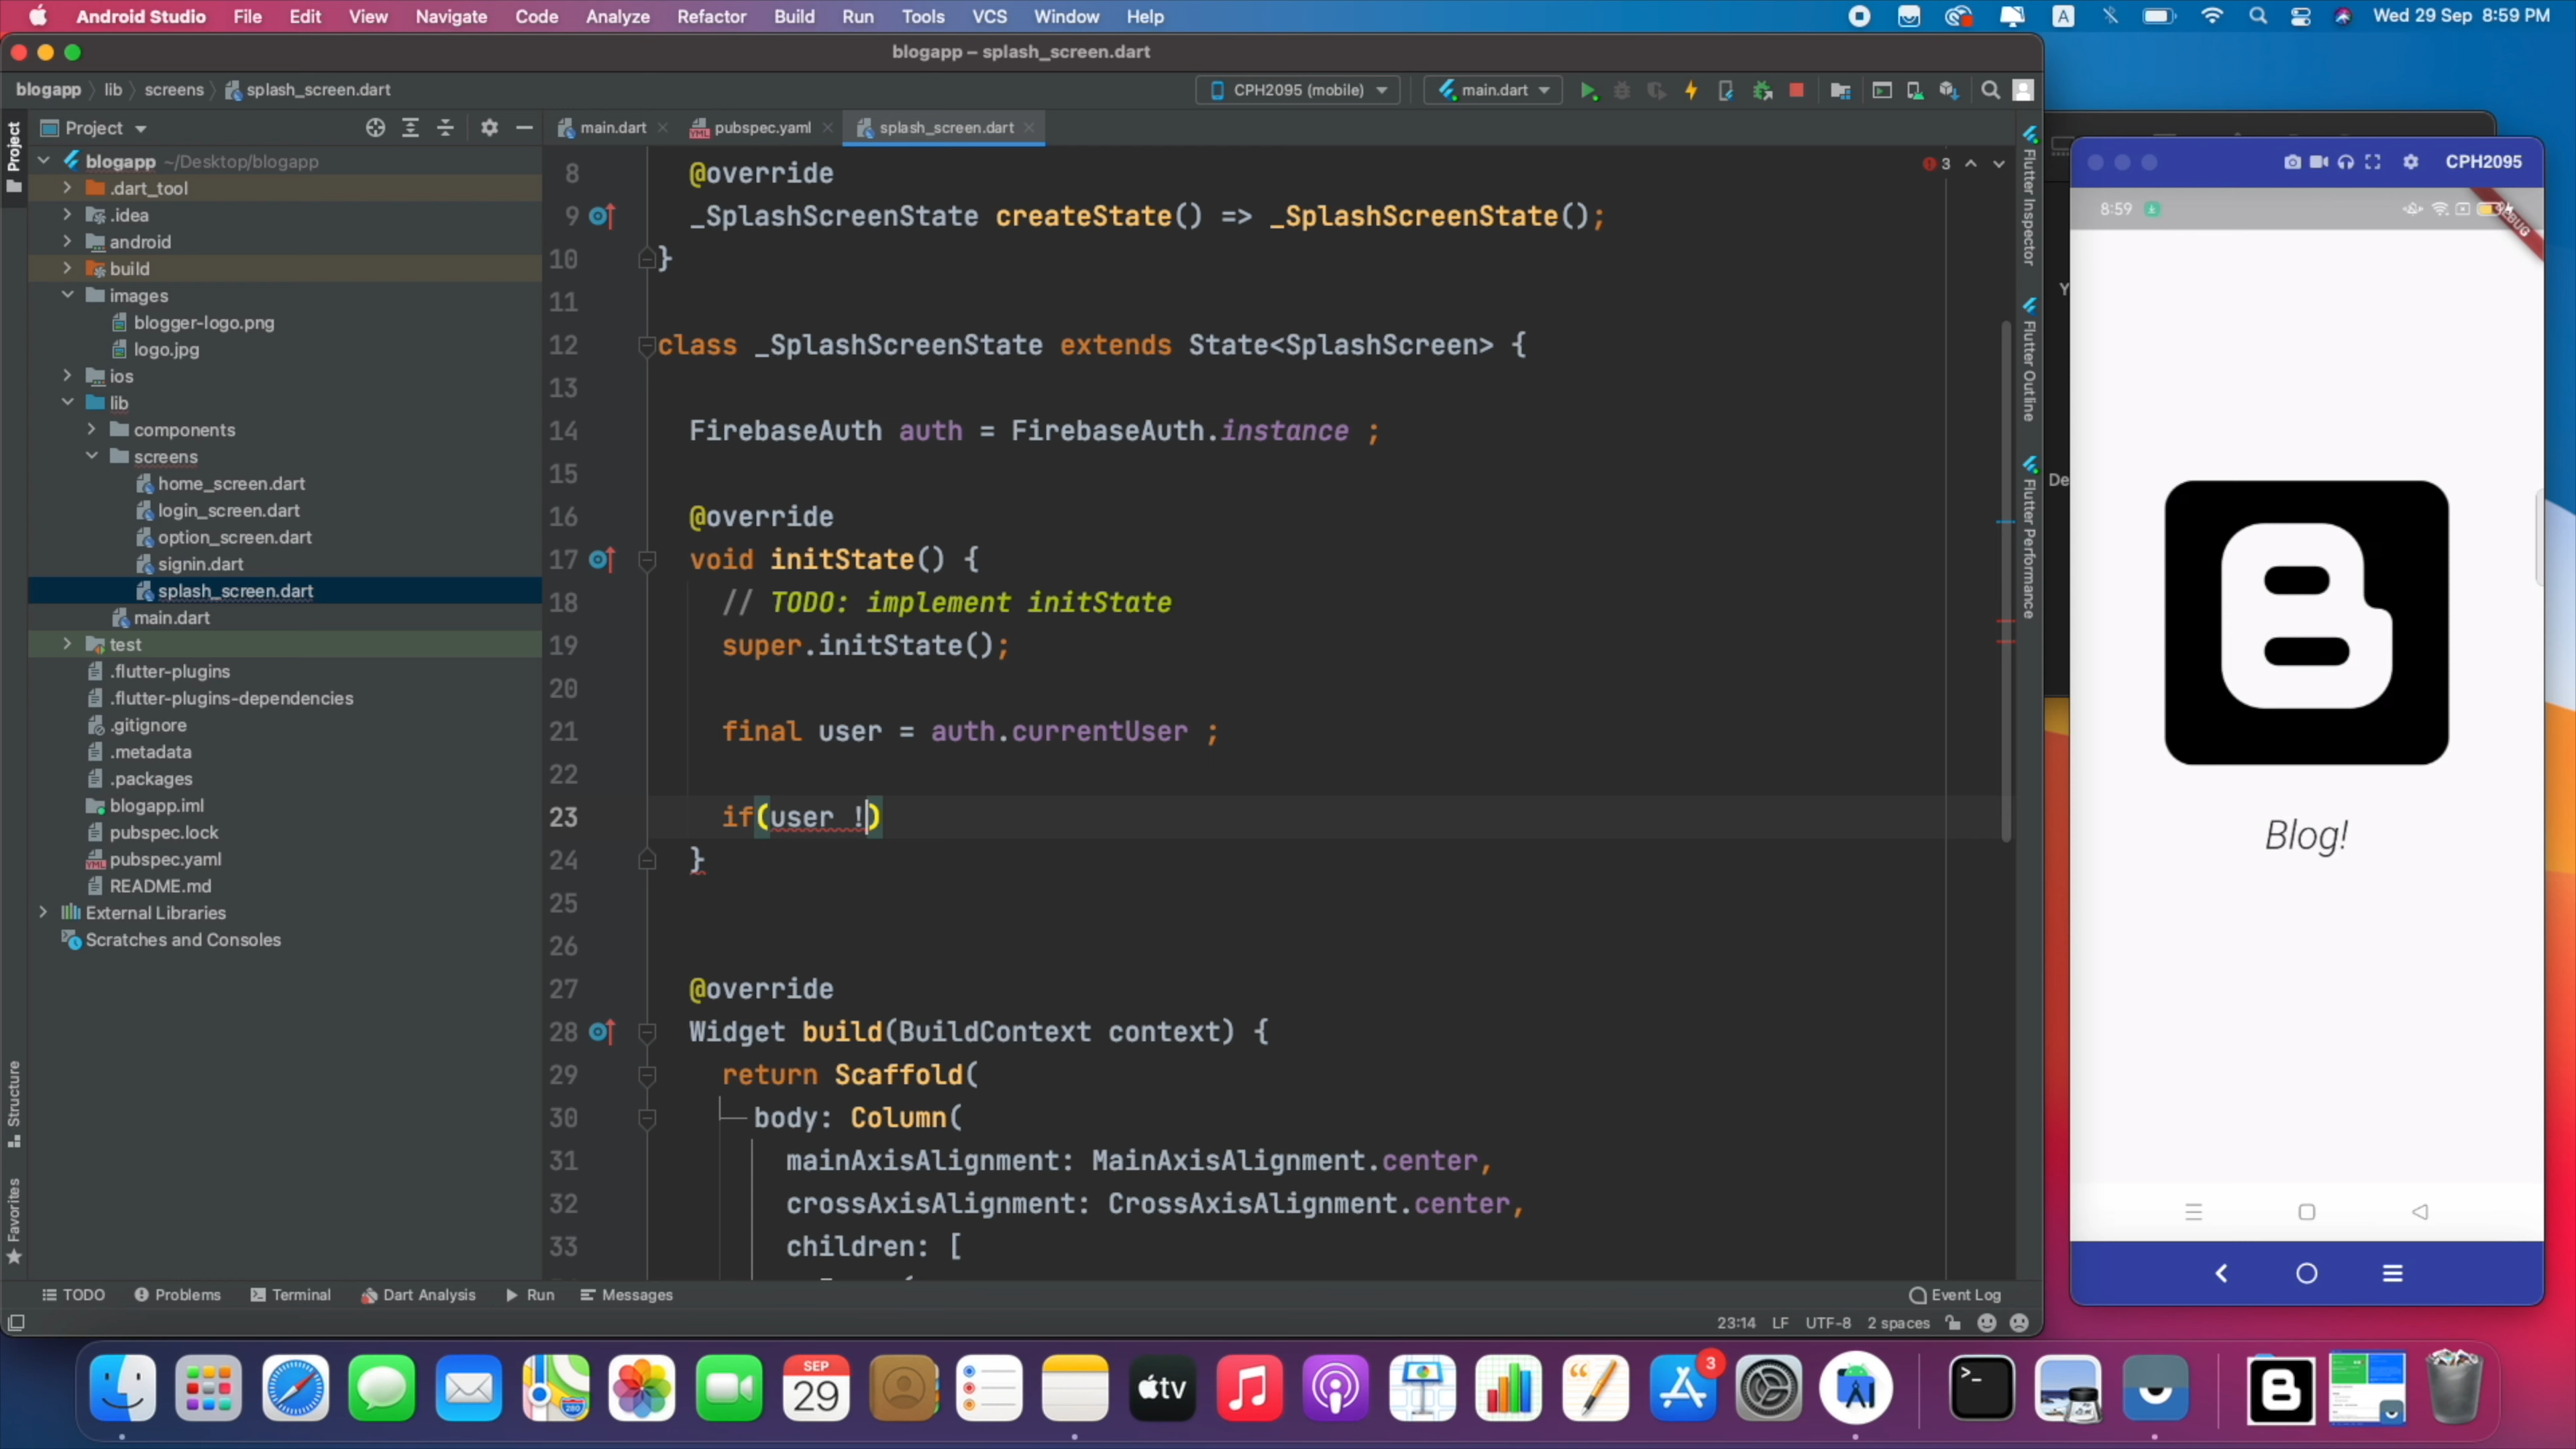 Android Studio File Edit View Navigate Code Analyze Refactor Build Run Tools VCS Window Help
A Wed 29 Sep 8:59 PM
blogapp – splash_screen.dart
blogapp lib screens splash_screen.dart
CPH2095 (mobile) main.dart
Project
main.dart pubspec.yaml splash_screen.dart
Project
blogapp ~/Desktop/blogapp
.dart_tool
.idea
android
build
images
blogger-logo.png
logo.jpg
ios
lib
components
screens
home_screen.dart
login_screen.dart
option_screen.dart
signin.dart
splash_screen.dart
main.dart
test
.flutter-plugins
.flutter-plugins-dependencies
.gitignore
.metadata
.packages
blogapp.iml
pubspec.lock
pubspec.yaml
README.md
External Libraries
Scratches and Consoles
Structure
Favorites
3
8 @override
9 _SplashScreenState createState() => _SplashScreenState();
10 }
11
12 class _SplashScreenState extends State<SplashScreen> {
13
14 FirebaseAuth auth = FirebaseAuth.instance ;
15
16 @override
17 void initState() {
18 // TODO: implement initState
19 super.initState();
20
21 final user = auth.currentUser ;
22
23 if(user !)
24 }
25
26
27 @override
28 Widget build(BuildContext context) {
29 return Scaffold(
30 body: Column(
31 mainAxisAlignment: MainAxisAlignment.center,
32 crossAxisAlignment: CrossAxisAlignment.center,
33 children: [
Flutter Inspector
Flutter Outline
Flutter Performance
TODO Problems Terminal Dart Analysis Run Messages Event Log
23:14 LF UTF-8 2 spaces
Y
De
CPH2095
8:59
Blog!
SEP
29
280
tv
3